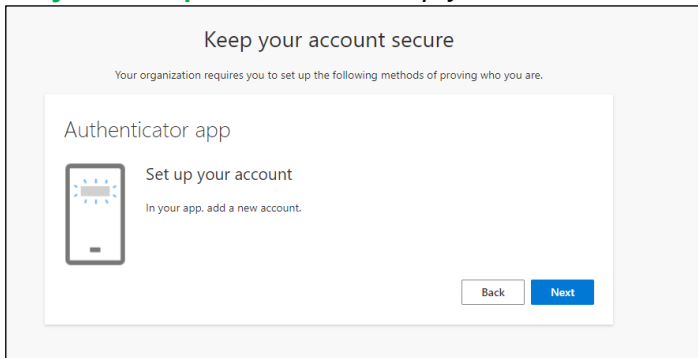 Keep your account secure
Your organization requires you to set up the following methods of proving who you are.
Authenticator app
Set up your account
In your app, add a new account.
Back Next